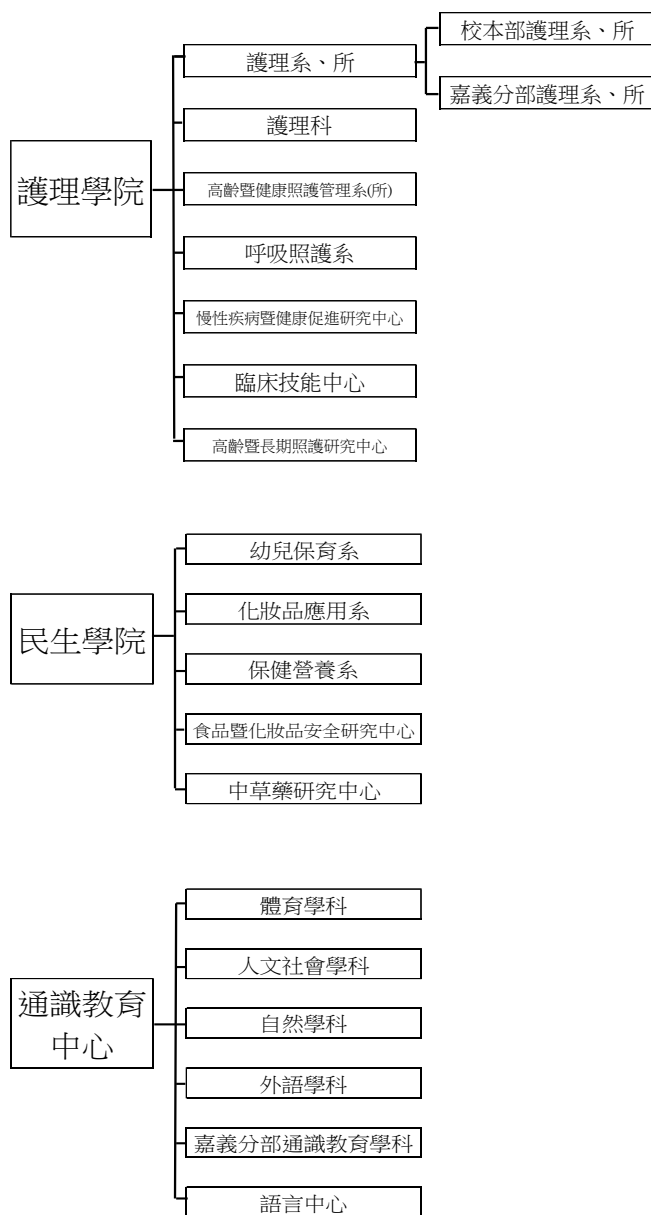 校本部護理系、所
護理系、所
嘉義分部護理系、所
護理科
護理學院
高齡暨健康照護管理系(所)
呼吸照護系
慢性疾病暨健康促進研究中心
臨床技能中心
高齡暨長期照護研究中心
幼兒保育系
化妝品應用系
民生學院
保健營養系
食品暨化妝品安全研究中心
中草藥研究中心
體育學科
人文社會學科
通識教育
中心
自然學科
外語學科
嘉義分部通識教育學科
語言中心